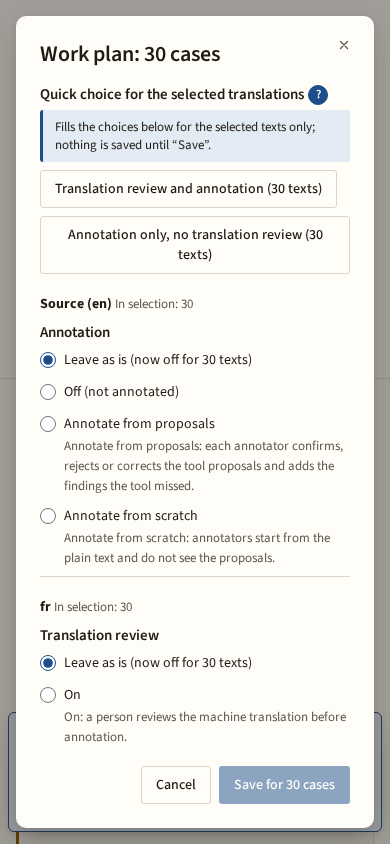 Work plan: 30 cases
×
Quick choice for the selected translations ?
Fills the choices below for the selected texts only;
nothing is saved until “Save”.
Translation review and annotation (30 texts)
Annotation only, no translation review (30
texts)
Source (en) In selection: 30
Annotation
Leave as is (now off for 30 texts)
Off (not annotated)
Annotate from proposals
Annotate from proposals: each annotator confirms,
rejects or corrects the tool proposals and adds the
findings the tool missed.
Annotate from scratch
Annotate from scratch: annotators start from the
plain text and do not see the proposals.
fr In selection: 30
Translation review
Leave as is (now off for 30 texts)
On
On: a person reviews the machine translation before
annotation.
Cancel
Save for 30 cases